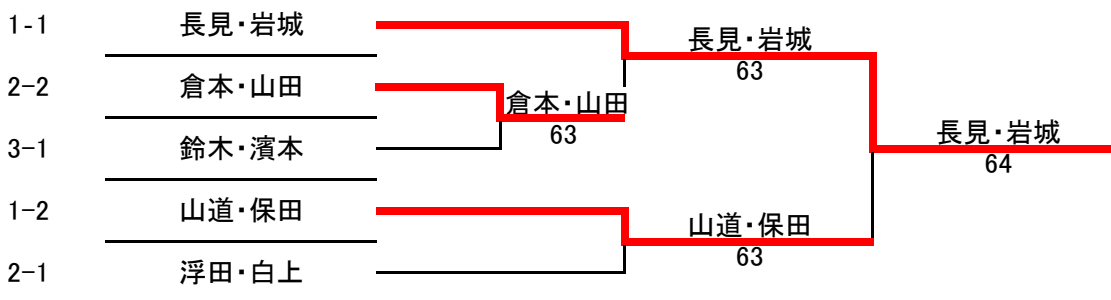 1-1 長見・岩城
長見・岩城
63
2-2 倉本・山田
倉本・山田
63
3-1 鈴木・濱本
長見・岩城
64
1-2 山道・保田
山道・保田
63
2-1 浮田・白上